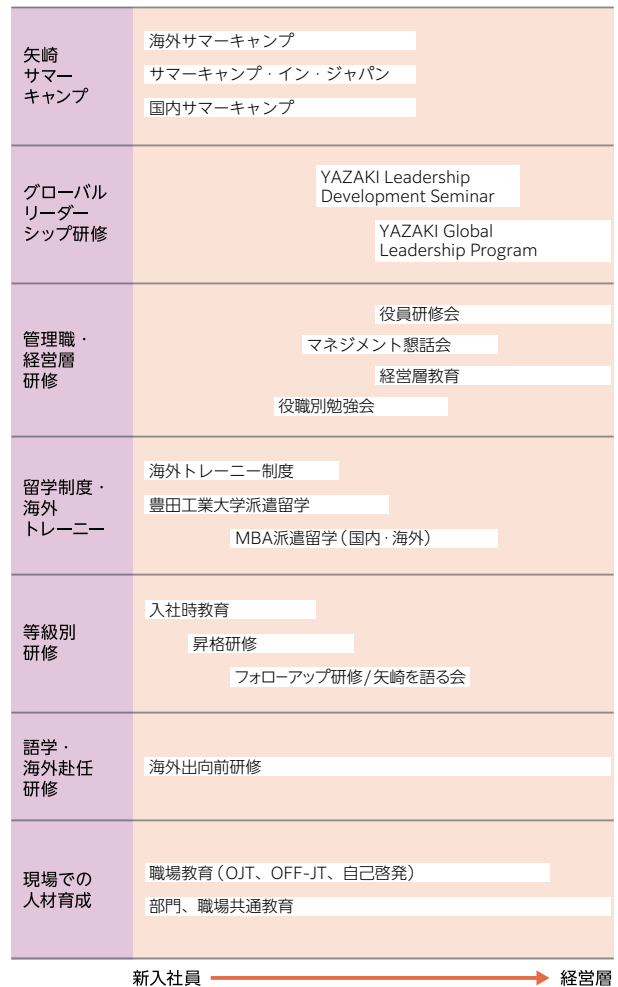 矢崎
サマー
キャンプ
海外サマーキャンプ
サマーキャンプ・イン・ジャパン
国内サマーキャンプ
グローバル
リーダー
シップ研修
YAZAKI Leadership
Development Seminar
YAZAKI Global
Leadership Program
管理職・
経営層
研修
役員研修会
マネジメント懇話会
経営層教育
役職別勉強会
留学制度・
海外
トレーニー
海外トレーニー制度
豊田工業大学派遣留学
MBA派遣留学（国内・海外）
等級別
研修
入社時教育
昇格研修
フォローアップ研修/矢崎を語る会
語学・
海外赴任
研修
海外出向前研修
現場での
人材育成
職場教育（OJT、OFF-JT、自己啓発）
部門、職場共通教育
新入社員
経営層